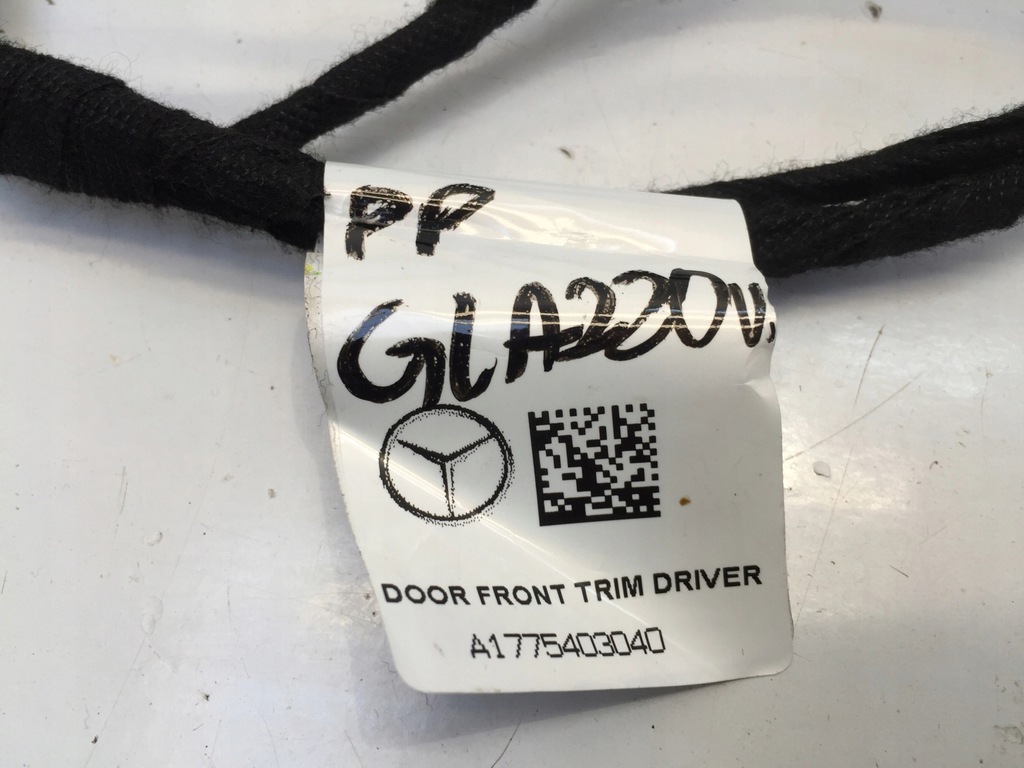 PP
GLA220V.
DOOR FRONT TRIM DRIVER
A1775403040